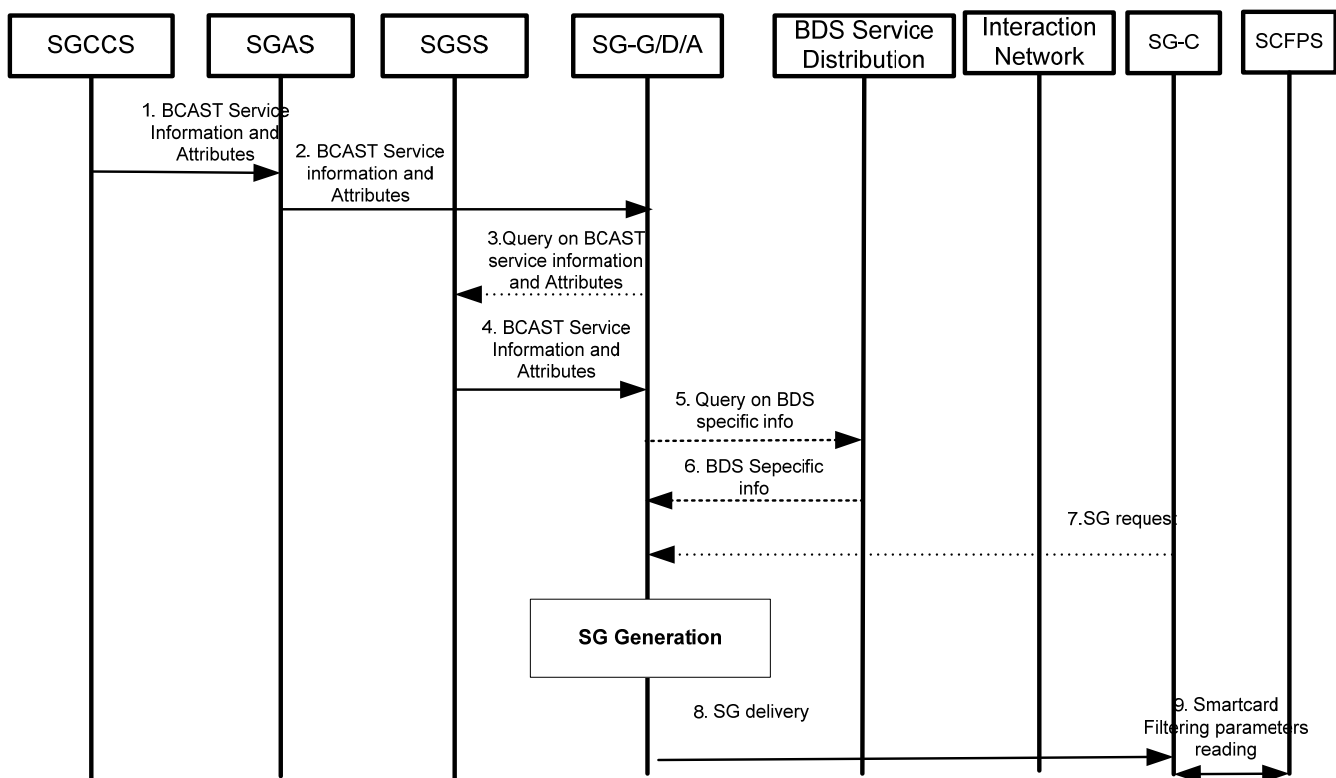 SGCCS
SGAS
SGSS
SG-G/D/A
BDS Service
Distribution
Interaction
Network
SG-C
SCFPS
1. BCAST Service
Information and
Attributes
2. BCAST Service
information and
Attributes
3.Query on BCAST
service information
and Attributes
4. BCAST Service
Information and
Attributes
5. Query on BDS
specific info
6. BDS Sepecific
info
7.SG request
SG Generation
8. SG delivery
9. Smartcard
Filtering parameters
reading